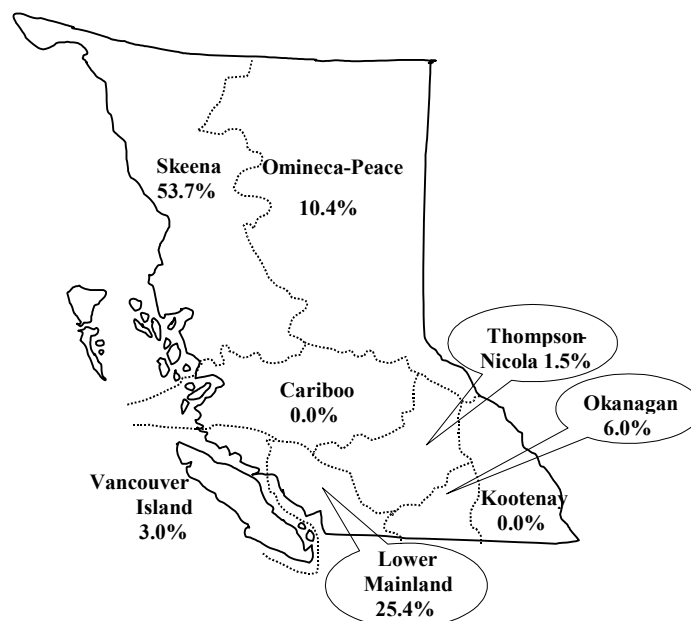 Skeena
53.7%
Omineca-Peace
10.4%
Thompson-
Nicola 1.5%
Cariboo
0.0%
Okanagan
6.0%
Vancouver
Island
3.0%
Kootenay
0.0%
Lower
Mainland
25.4%